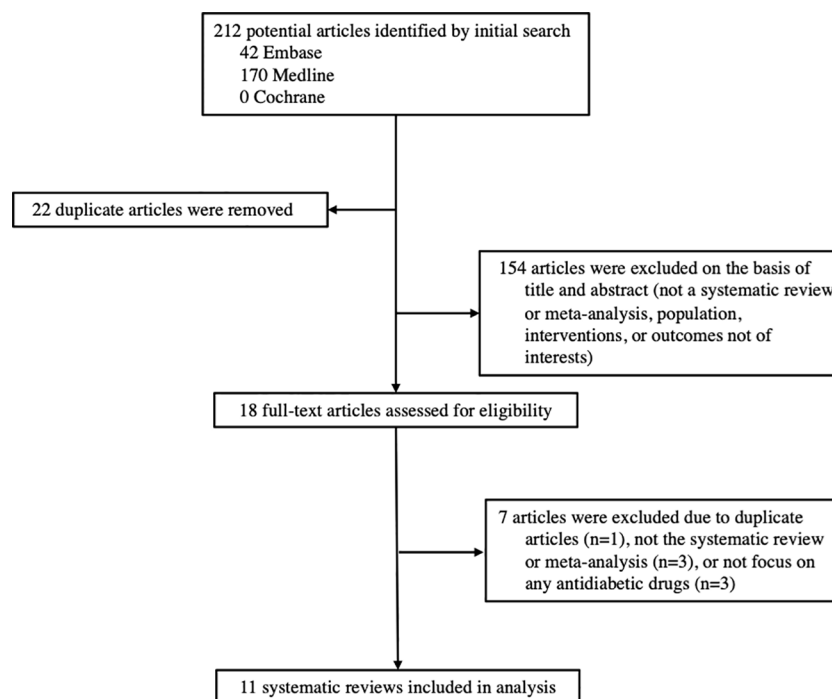 212 potential articles identified by initial search
42 Embase
170 Medline
0 Cochrane
22 duplicate articles were removed
154 articles were excluded on the basis of
title and abstract (not a systematic review
or meta-analysis, population,
interventions, or outcomes not of
interests)
18 full-text articles assessed for eligibility
7 articles were excluded due to duplicate
articles (n=1), not the systematic review
or meta-analysis (n=3), or not focus on
any antidiabetic drugs (n=3)
11 systematic reviews included in analysis